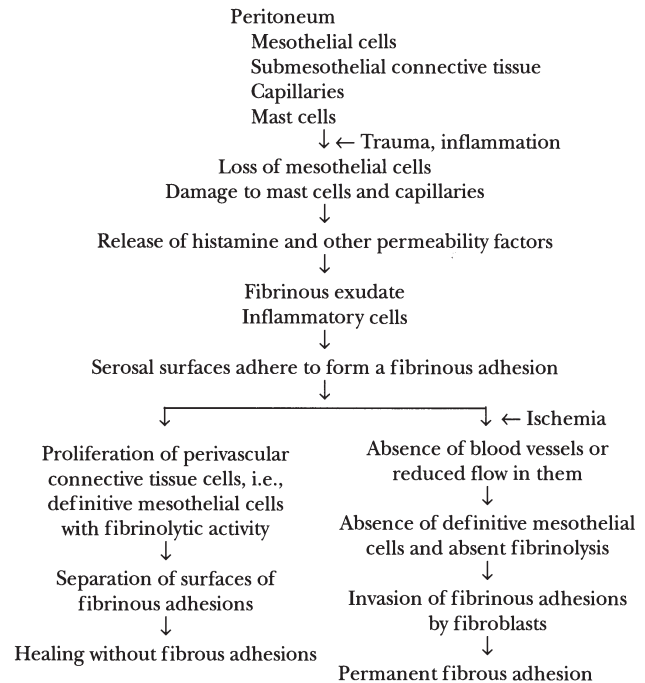 Peritoneum
Mesothelial cells
Submesothelial connective tissue
Capillaries
Mast cells
↓ ← Trauma, inflammation
Loss of mesothelial cells
Damage to mast cells and capillaries
↓
Release of histamine and other permeability factors
↓
Fibrinous exudate
Inflammatory cells
↓
Serosal surfaces adhere to form a fibrinous adhesion
↓
↓
Proliferation of perivascular
connective tissue cells, i.e.,
definitive mesothelial cells
with fibrinolytic activity
↓
Separation of surfaces of
fibrinous adhesions
↓
Healing without fibrous adhesions
↓ ← Ischemia
Absence of blood vessels or
reduced flow in them
↓
Absence of definitive mesothelial
cells and absent fibrinolysis
↓
Invasion of fibrinous adhesions
by fibroblasts
↓
Permanent fibrous adhesion